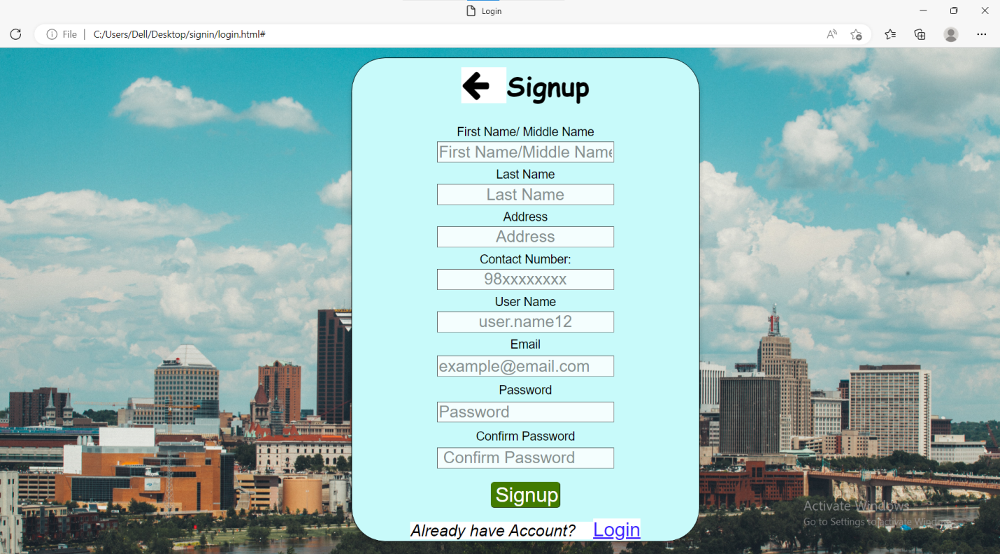 Login
File
C:/Users/Dell/Desktop/signin/login.html#
A
Signup
First Name/ Middle Name
First Name/Middle Name
Last Name
Last Name
Address
Address
Contact Number:
98xxxxxxxx
User Name
user.name12
Email
example@email.com
Password
Password
Confirm Password
Confirm Password
Signup
Already have Account? Login
Activate Windows
Go to Settings to activate Windows.